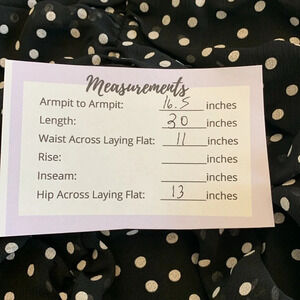 Measurements
Armpit to Armpit: 16.5 inches
Length: 30 inches
Waist Across Laying Flat: 11 inches
Rise: inches
Inseam: inches
Hip Across Laying Flat: 13 inches